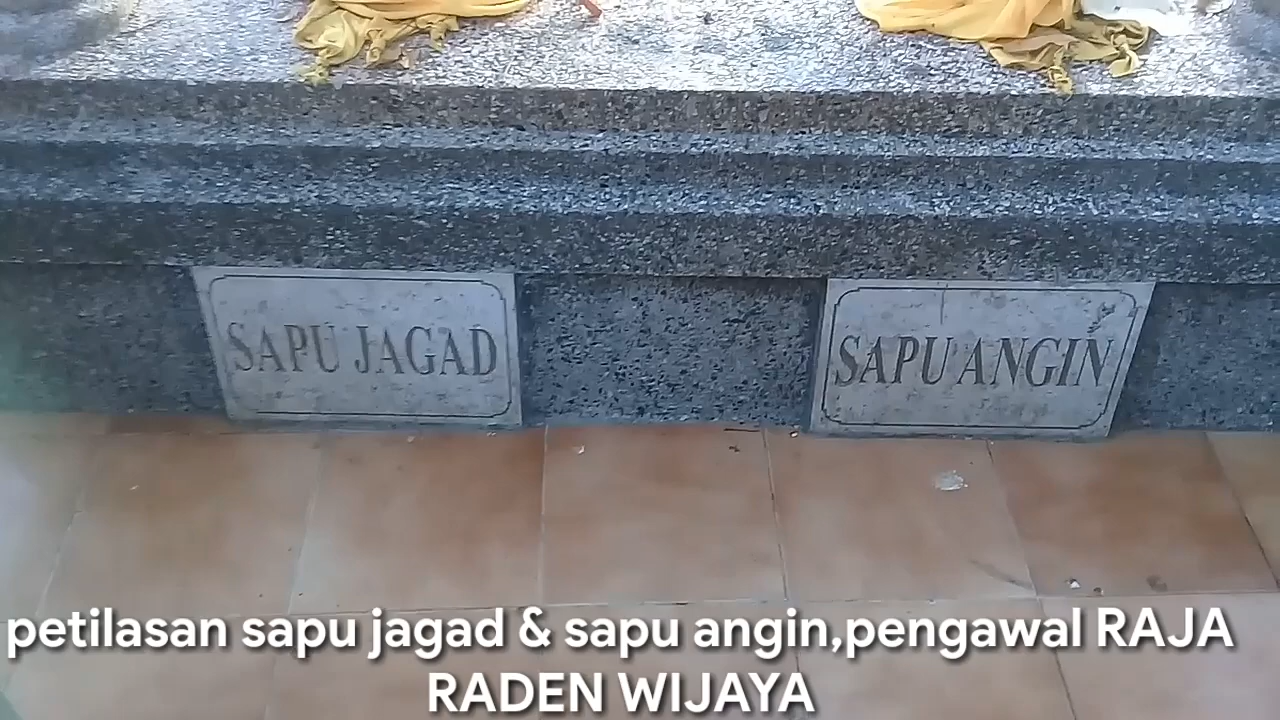 SAPU JAGAD
SAPU ANGIN
petilasan sapu jagad & sapu angin,pengawal RAJA
RADEN WIJAYA